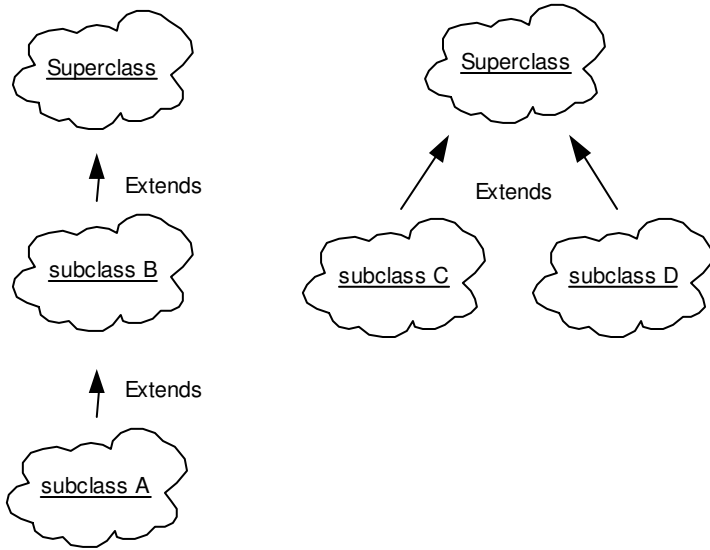 Superclass
Superclass
Extends
Extends
subclass B
subclass C
subclass D
Extends
subclass A